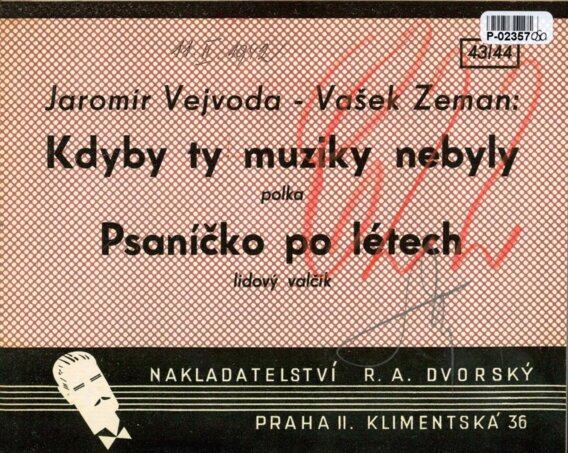 P-02357
43/44
Jaromír Vejvoda - Vašek Zeman:
Kdyby ty muziky nebyly
polka
Psaníčko po létech
lidový valčík
NAKLADATELSTVÍ R. A. DVORSKÝ
PRAHA II. KLIMENTSKÁ 36